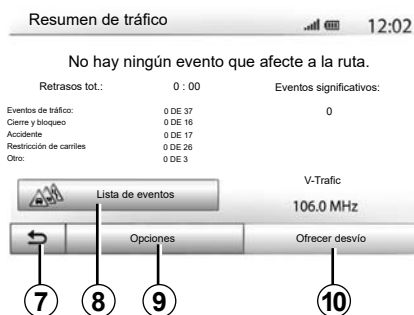 Resumen de tráfico
12:02
No hay ningún evento que afecte a la ruta.
Retrasos tot.: 0 : 00 Eventos significativos:
0
Eventos de tráfico: 0 DE 37
Cierre y bloqueo 0 DE 16
Accidente 0 DE 17
Restricción de carriles 0 DE 26
Otro: 0 DE 3
Lista de eventos
V-Trafic
106.0 MHz
Opciones
Ofrecer desvío
7 8 9 10